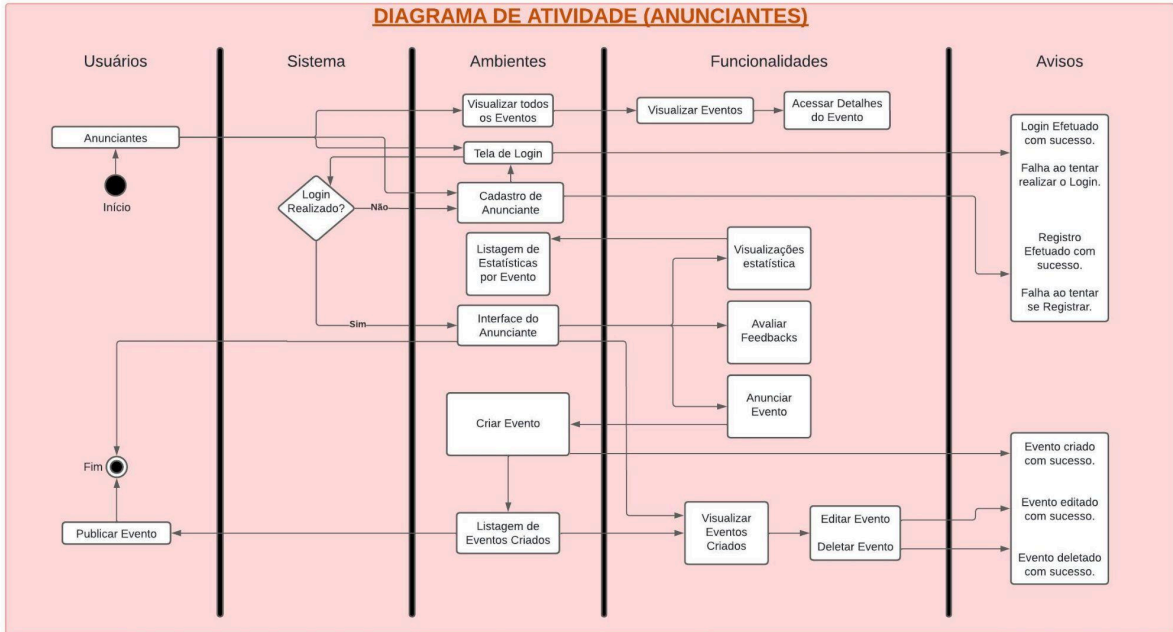 DIAGRAMA DE ATIVIDADE (ANUNCIANTES)
Usuários
Sistema
Ambientes
Funcionalidades
Avisos
Visualizar todos
os Eventos
Visualizar Eventos
Acessar Detalhes
do Evento
Anunciantes
Início
Tela de Login
Login
Realizado?
Não
Cadastro de
Anunciante
Login Efetuado
com sucesso.
Falha ao tentar
realizar o Login.
Registro
Efetuado com
sucesso.
Falha ao tentar
se Registrar.
Listagem de
Estatísticas
por Evento
Visualizações
estatística
Sim
Interface do
Anunciante
Avaliar
Feedbacks
Anunciar
Evento
Criar Evento
Fim
Publicar Evento
Listagem de
Eventos Criados
Visualizar
Eventos
Criados
Editar Evento
Deletar Evento
Evento criado
com sucesso.
Evento editado
com sucesso.
Evento deletado
com sucesso.